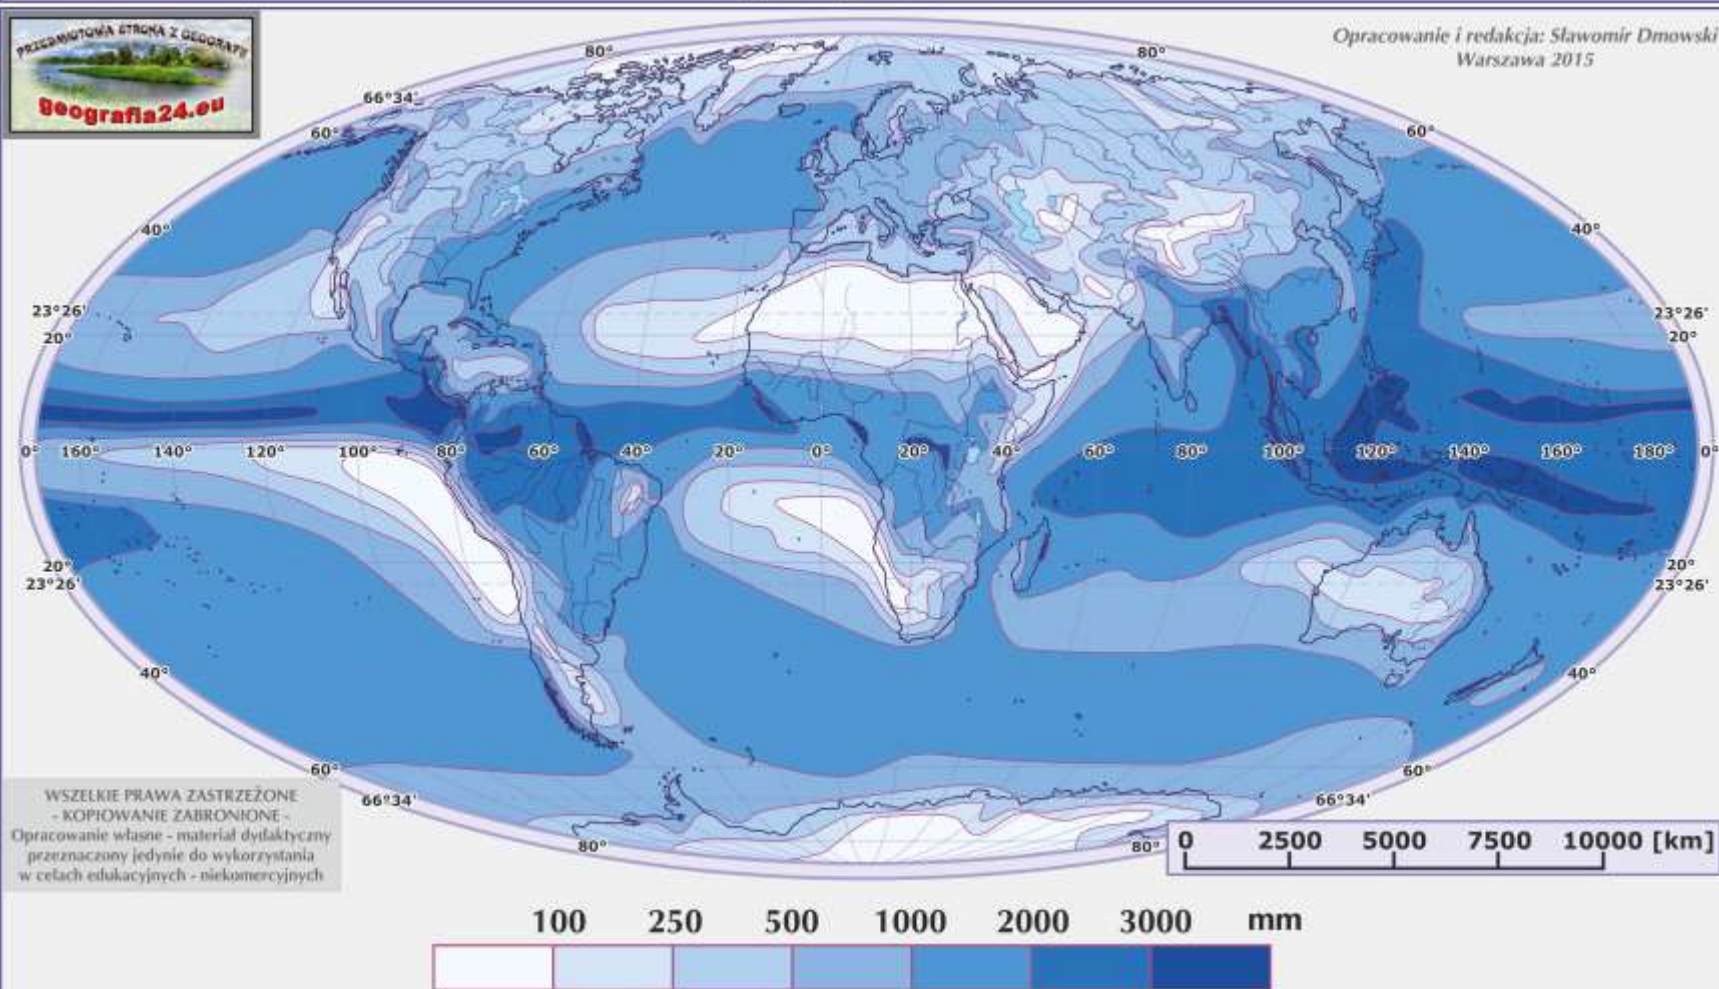 PRZEDMIOTOWA STRONA Z GEOGRAFII
geografia24.eu
Opracowanie i redakcja: Sławomir Dmowski
Warszawa 2015
80° 80°
66°34'
60° 60°
40° 40°
23°26' 23°26'
20° 20°
0° 160° 140° 120° 100° 80° 60° 40° 20° 0° 20° 40° 60° 80° 100° 120° 140° 160° 180° 0°
20° 20°
23°26' 23°26'
40° 40°
60° 60°
66°34' 66°34'
80° 80°
WSZELKIE PRAWA ZASTRZEŻONE
- KOPIOWANIE ZABRONIONE -
Opracowanie własne - materiał dydaktyczny
przeznaczony jedynie do wykorzystania
w celach edukacyjnych - niekomercyjnych
0 2500 5000 7500 10000 [km]
100 250 500 1000 2000 3000 mm